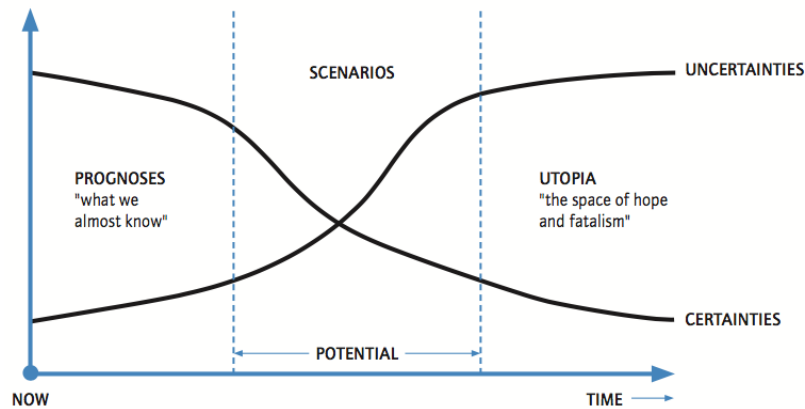 SCENARIOS
UNCERTAINTIES
PROGNOSES
"what we
almost know"
UTOPIA
"the space of hope
and fatalism"
CERTAINTIES
POTENTIAL
NOW
TIME